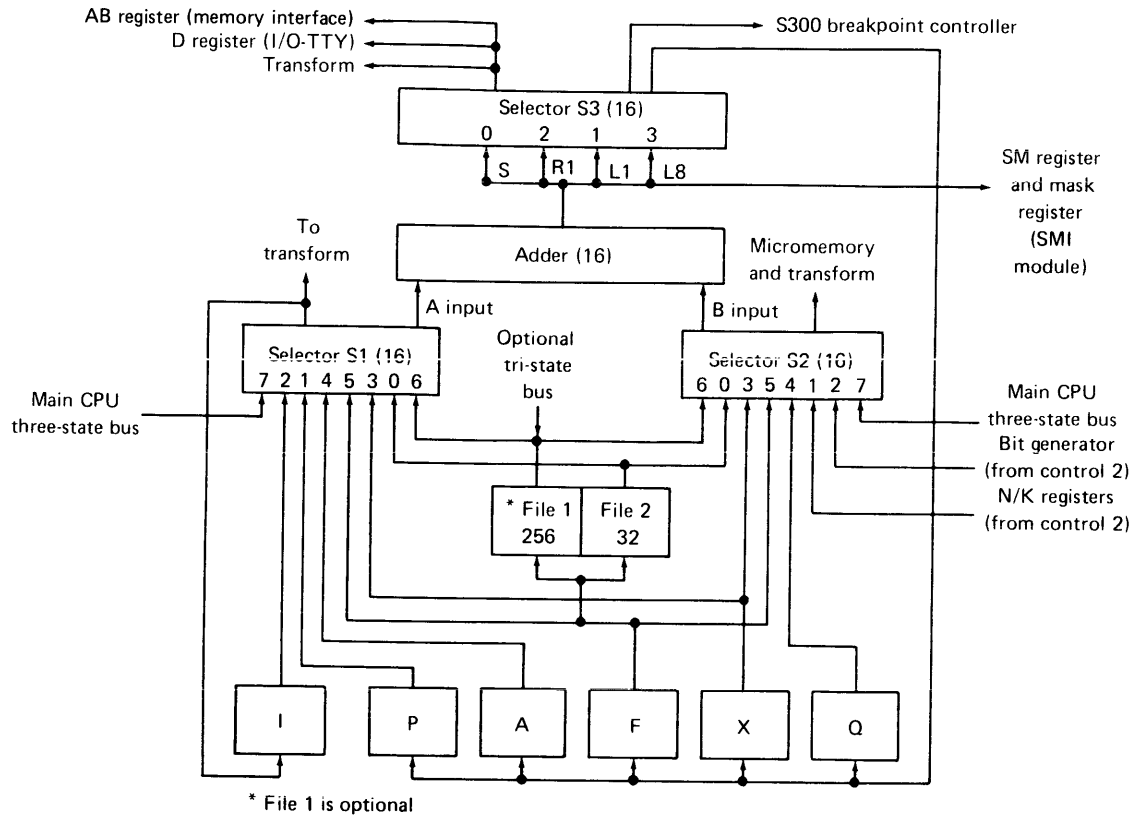 AB register (memory interface)
D register (I/O-TTY)
Transform
S300 breakpoint controller
Selector S3 (16)
0 2 1 3
S R1 L1 L8
SM register
and mask
register
(SMI
module)
To
transform
Adder (16)
Micromemory
and transform
A input
B input
Optional
tri-state
bus
Selector S1 (16)
7 2 1 4 5 3 0 6
Selector S2 (16)
6 0 3 5 4 1 2 7
Main CPU
three-state bus
Main CPU
three-state bus
Bit generator
(from control 2)
N/K registers
(from control 2)
* File 1
256
File 2
32
I
P
A
F
X
Q
* File 1 is optional